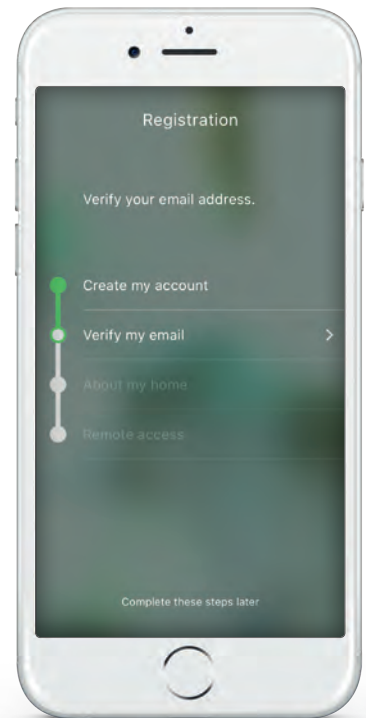 Registration
Verify your email address.
Create my account
Verify my email
About my home
Remote access
Complete these steps later